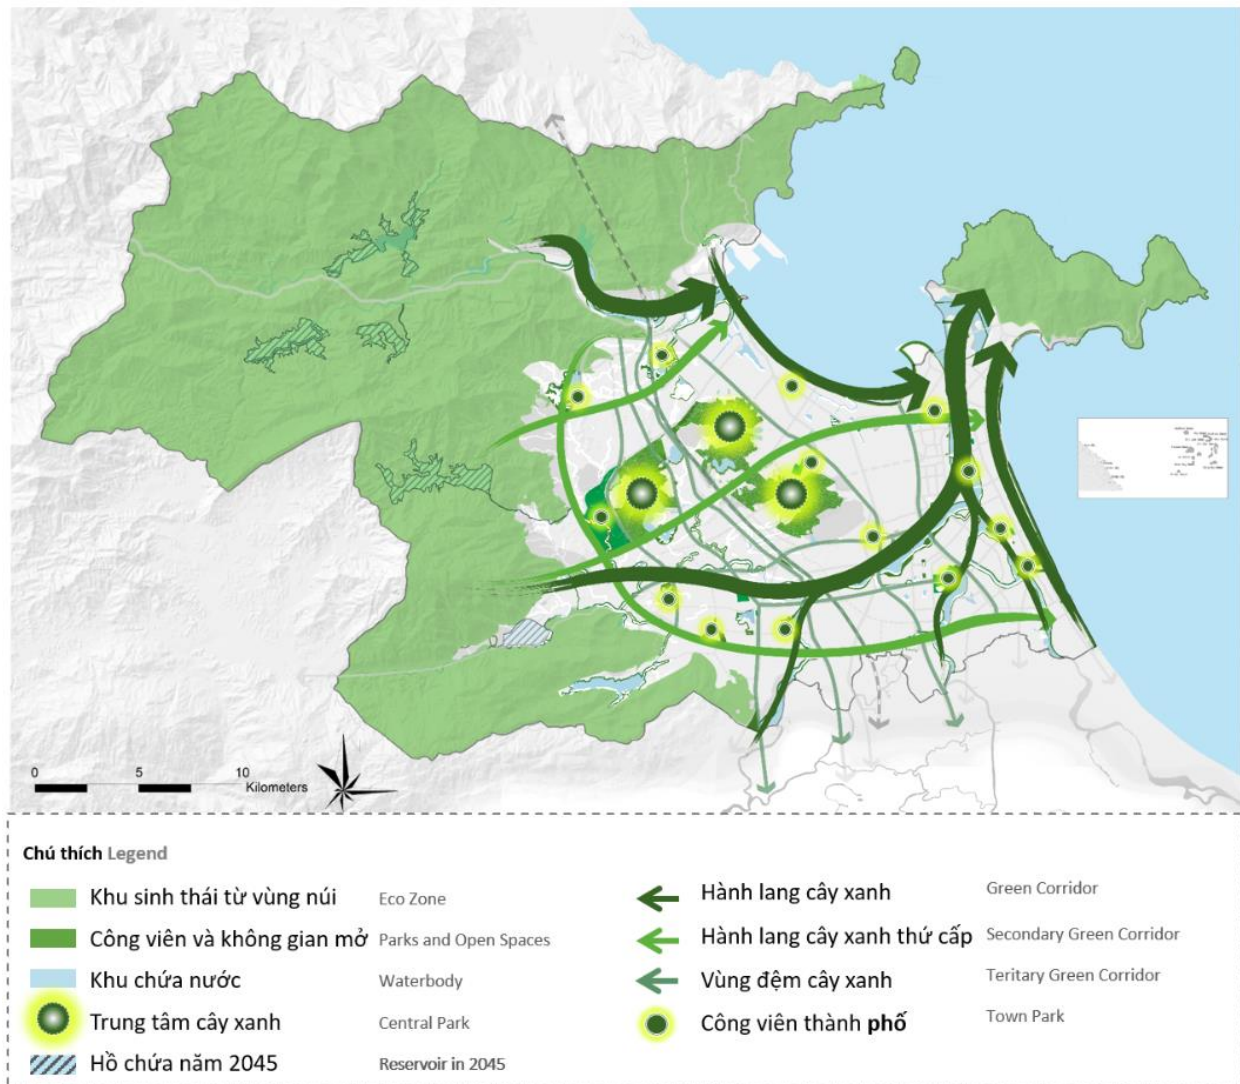 0 5 10
Kilometers
Chú thích Legend
Khu sinh thái từ vùng núi Eco Zone
Công viên và không gian mở Parks and Open Spaces
Khu chứa nước Waterbody
Trung tâm cây xanh Central Park
Hồ chứa năm 2045 Reservoir in 2045
Hành lang cây xanh Green Corridor
Hành lang cây xanh thứ cấp Secondary Green Corridor
Vùng đệm cây xanh Teritary Green Corridor
Công viên thành phố Town Park